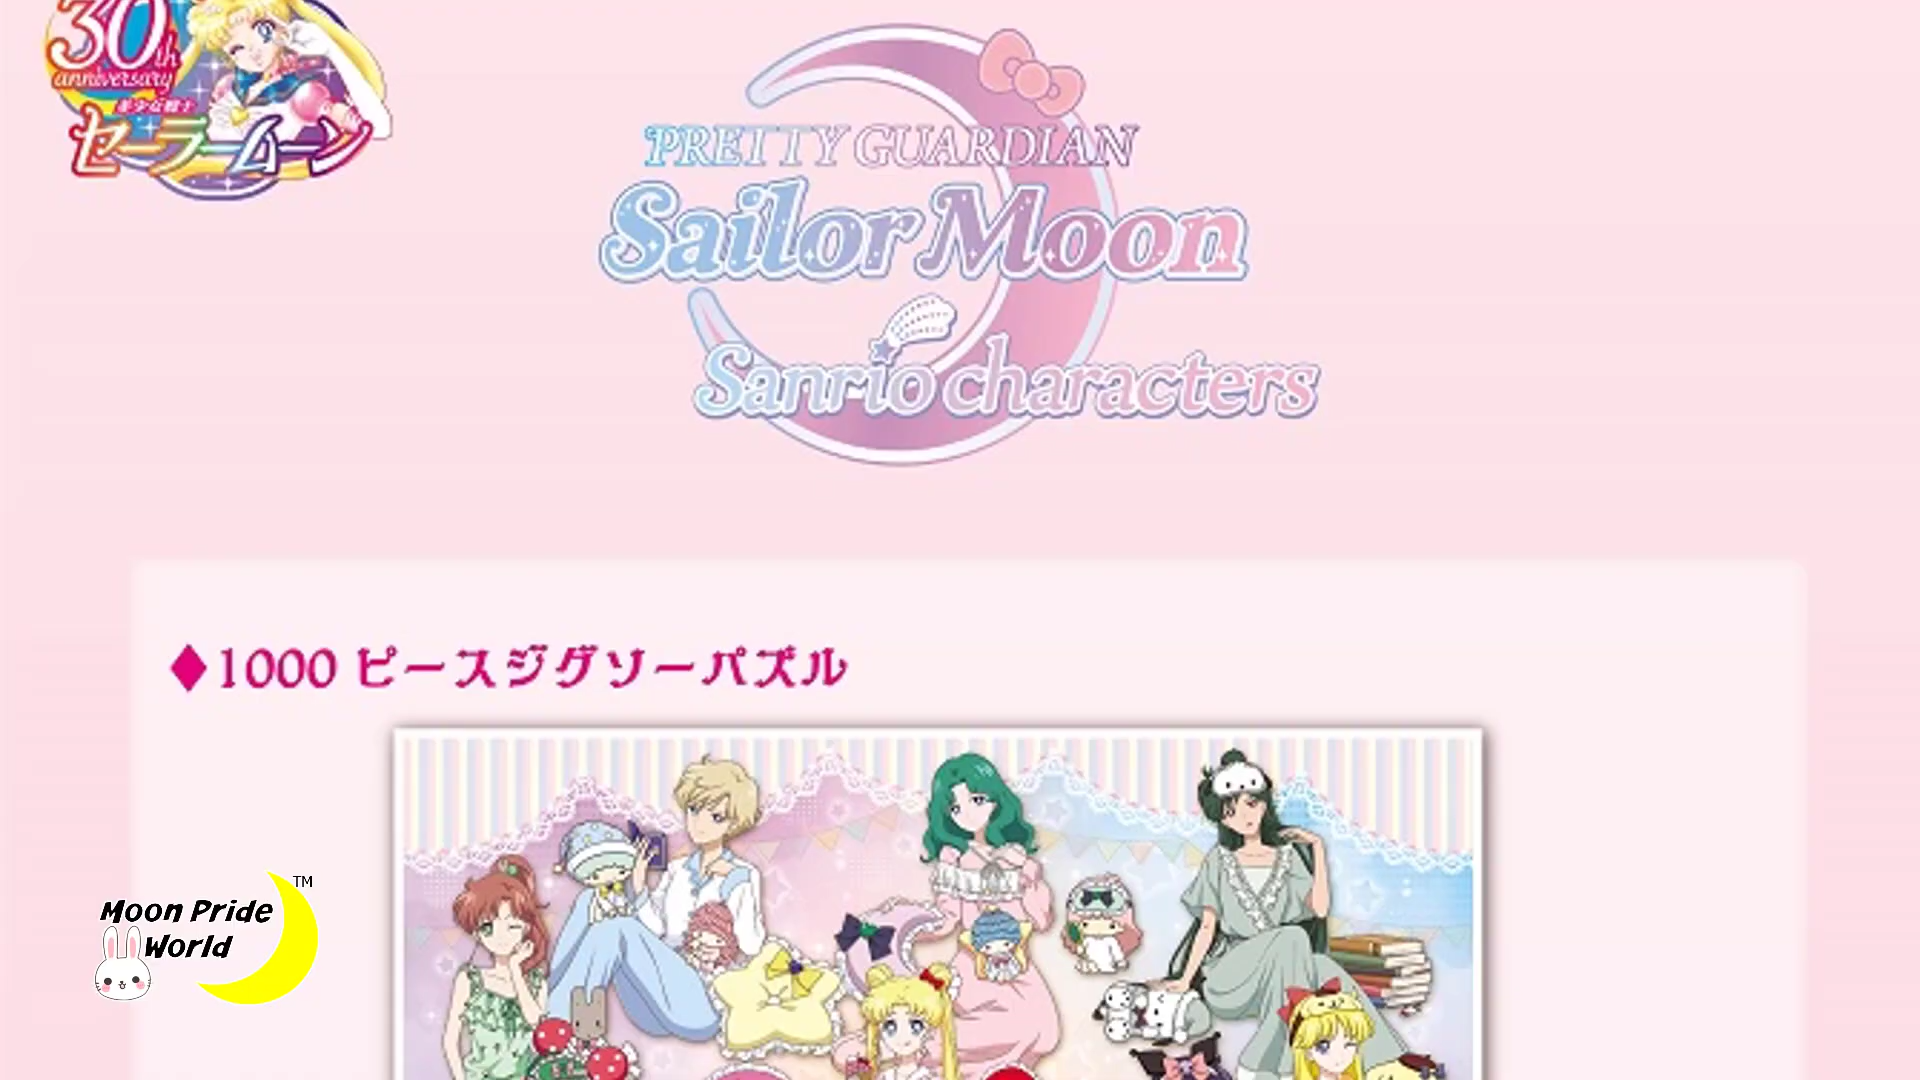 30th
anniversary
美少女戦士
セーラームーン
PRETTY GUARDIAN
Sailor Moon
Sanrio characters
♦1000 ピースジグソーパズル
Moon Pride
World
TM